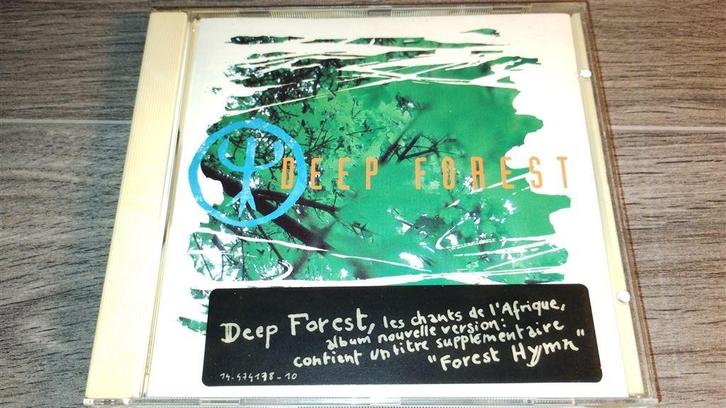 DEEP FOREST
Deep Forest, les chants de l'Afrique,
album nouvelle version:
contient un titre supplementaire
"Forest Hymn"
14-474178-10